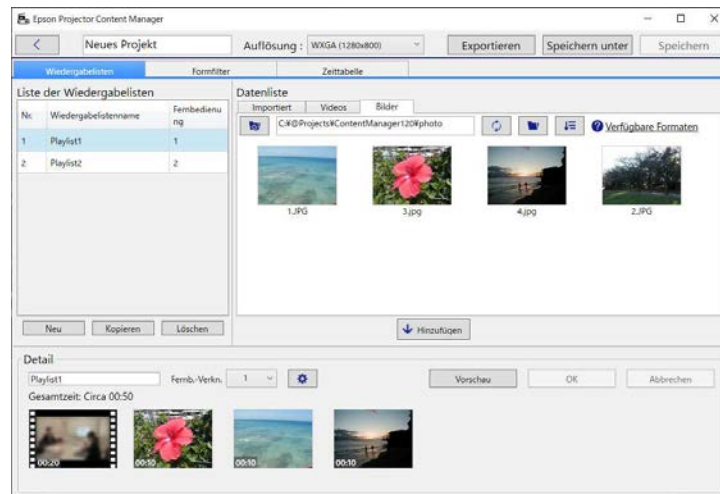 Epson Projector Content Manager
Neues Projekt
Auflösung :
WXGA (1280x800)
Exportieren
Speichern unter
Speichern
Wiedergabelisten
Formfilter
Zeittabelle
Liste der Wiedergabelisten
Nr.
Wiedergabelistenname
Fernbedienu
ng
1
Playlist1
1
2
Playlist2
2
Neu
Kopieren
Löschen
Datenliste
Importiert
Videos
Bilder
C:¥@Projects¥ContentManager120¥photo
Verfügbare Formaten
1.JPG
3.jpg
4.jpg
2.JPG
Hinzufügen
Detail
Playlist1
Fernb.-Verkn.
1
Vorschau
OK
Abbrechen
Gesamtzeit: Circa 00:50
00:20
00:10
00:10
00:10